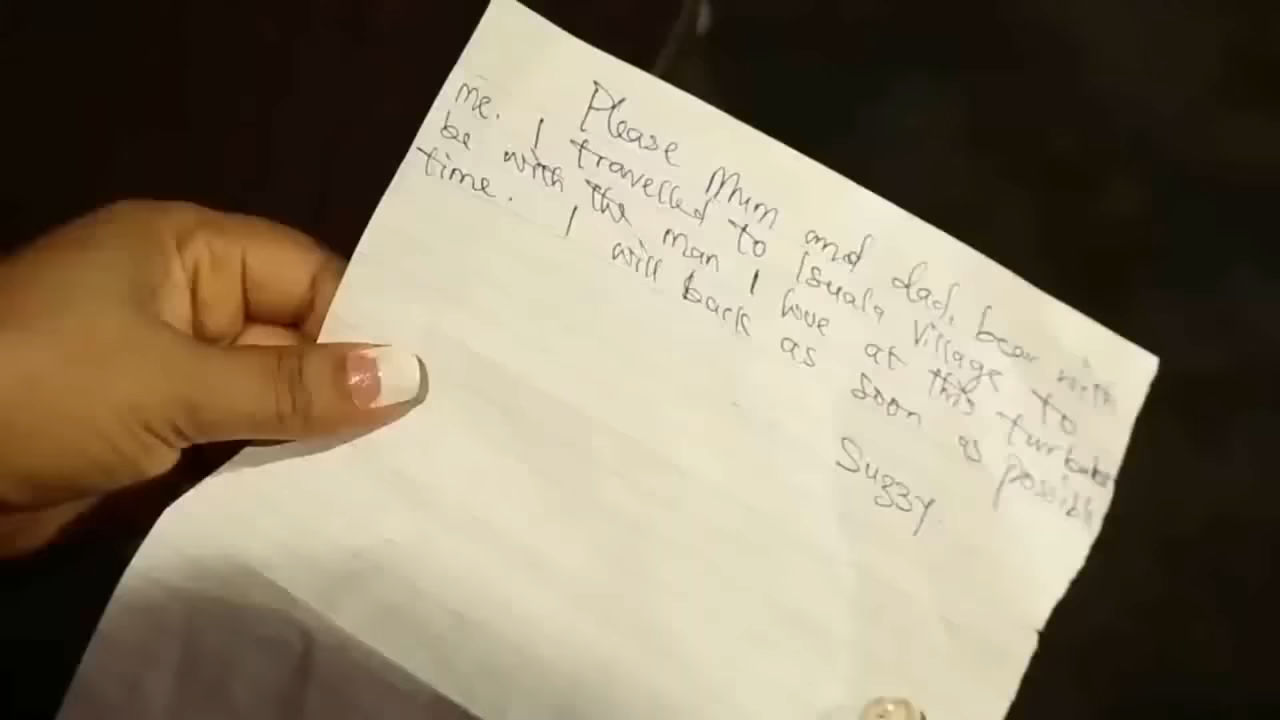 Please Mum and dad, bear with
me. I travelled to Isuala Village to
be with the man I love at this
time. I will back as soon as possible
Suzzy